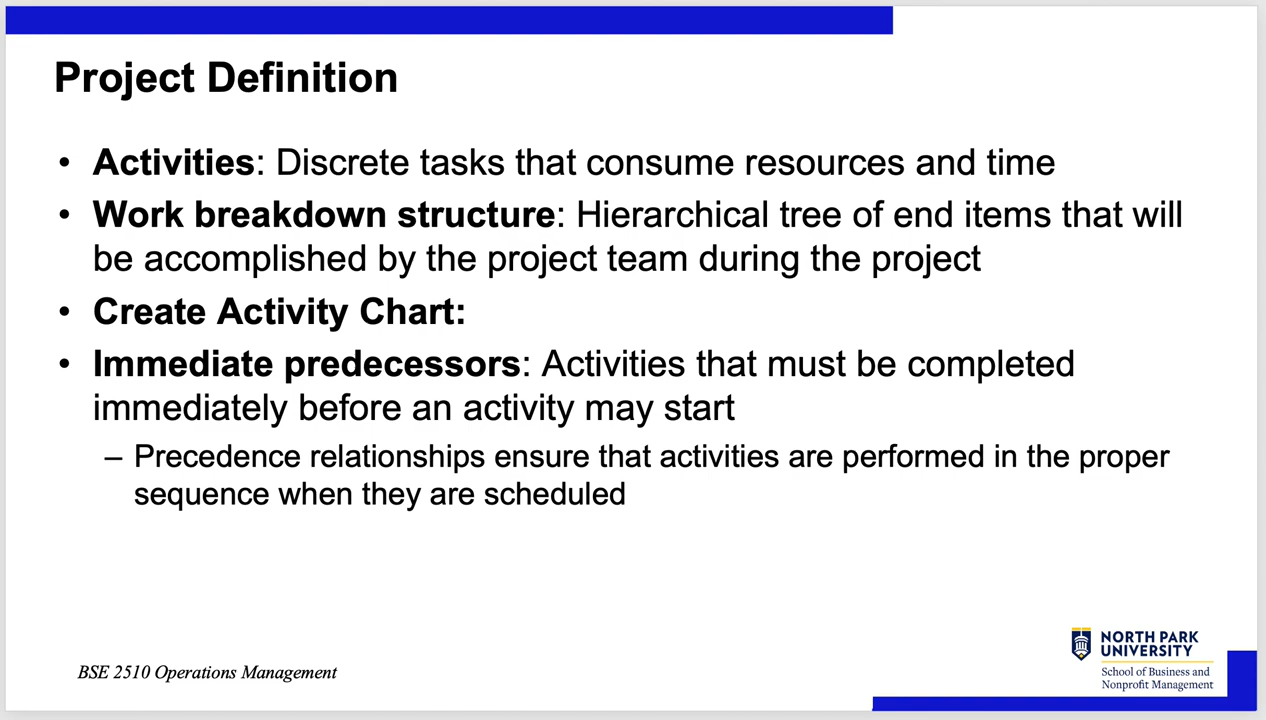 Project Definition
• Activities: Discrete tasks that consume resources and time
• Work breakdown structure: Hierarchical tree of end items that will
be accomplished by the project team during the project
• Create Activity Chart:
• Immediate predecessors: Activities that must be completed
immediately before an activity may start
– Precedence relationships ensure that activities are performed in the proper
sequence when they are scheduled
BSE 2510 Operations Management
NORTH PARK
UNIVERSITY
School of Business and
Nonprofit Management